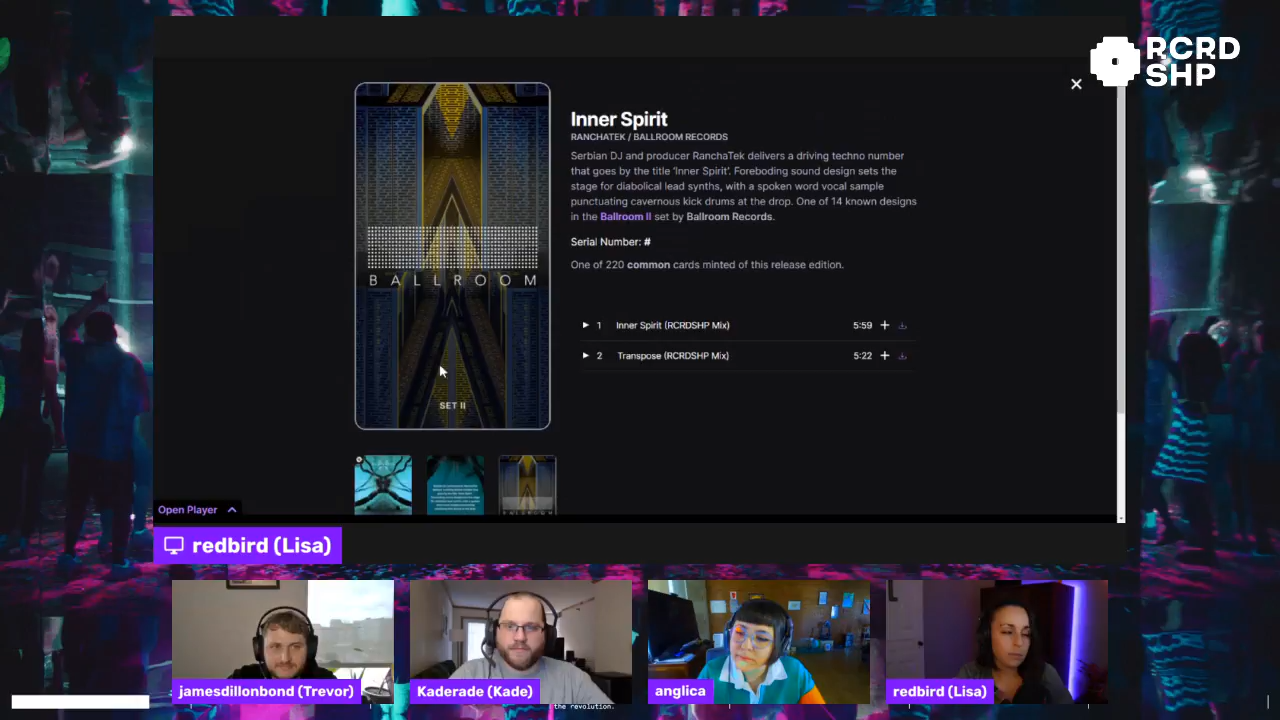 RCRD
SHP
Inner Spirit
RANCHATEK / BALLROOM RECORDS
Serbian DJ and producer RanchaTek delivers a driving techno number
that goes by the title 'Inner Spirit'. Foreboding sound design sets the
stage for diabolical lead synths, with a spoken word vocal sample
punctuating cavernous kick drums at the drop. One of 14 known designs
in the Ballroom II set by Ballroom Records.
Serial Number: #
One of 220 common cards minted of this release edition.
1 Inner Spirit (RCRDSHP Mix) 5:59 +
2 Transpose (RCRDSHP Mix) 5:22 +
BALLROOM
SET II
Open Player
redbird (Lisa)
jamesdillonbond (Trevor)
Kaderade (Kade)
anglica
redbird (Lisa)
the revolution.